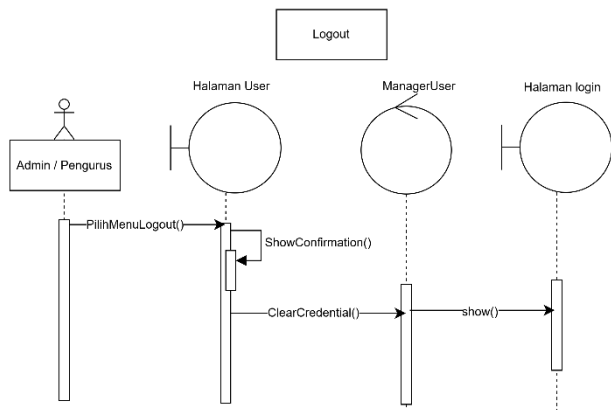 Logout
Halaman User
ManagerUser
Halaman login
Admin / Pengurus
PilihMenuLogout()
ShowConfirmation()
ClearCredential()
show()